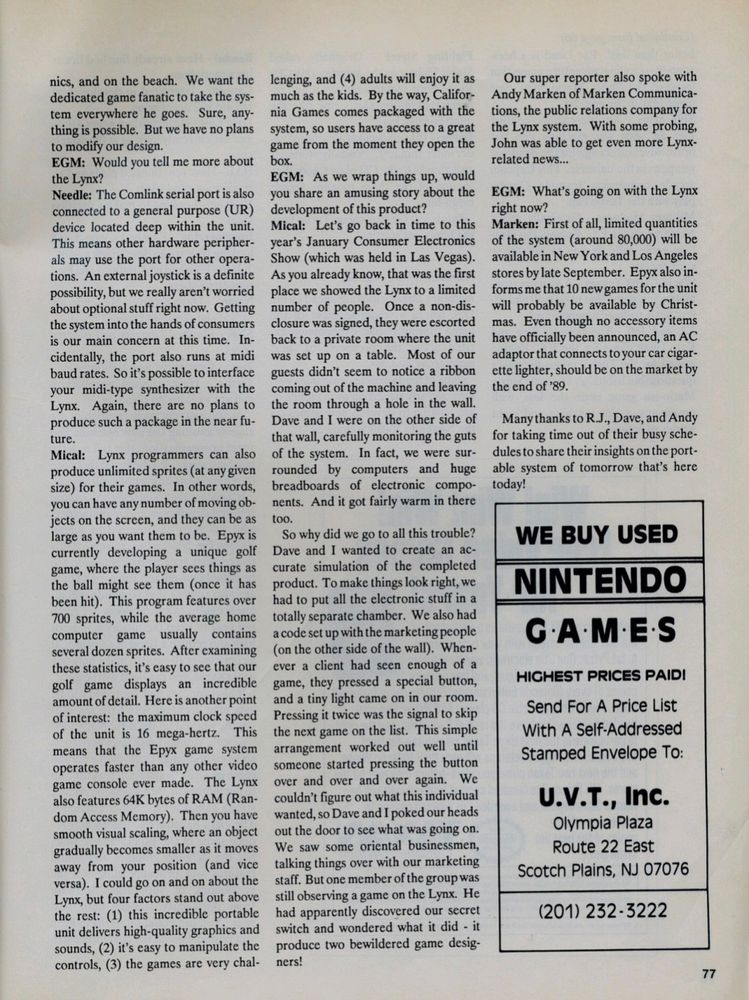 nics, and on the beach. We want the
dedicated game fanatic to take the sys-
tem everywhere he goes. Sure, any-
thing is possible. But we have no plans
to modify our design.
EGM: Would you tell me more about
the Lynx?
Needle: The Comlink serial port is also
connected to a general purpose (UR)
device located deep within the unit.
This means other hardware peripher-
als may use the port for other opera-
tions. An external joystick is a definite
possibility, but we really aren't worried
about optional stuff right now. Getting
the system into the hands of consumers
is our main concern at this time. In-
cidentally, the port also runs at midi
baud rates. So it's possible to interface
your midi-type synthesizer with the
Lynx. Again, there are no plans to
produce such a package in the near fu-
ture.
Mical: Lynx programmers can also
produce unlimited sprites (at any given
size) for their games. In other words,
you can have any number of moving ob-
jects on the screen, and they can be as
large as you want them to be. Epyx is
currently developing a unique golf
game, where the player sees things as
the ball might see them (once it has
been hit). This program features over
700 sprites, while the average home
computer game usually contains
several dozen sprites. After examining
these statistics, it's easy to see that our
golf game displays an incredible
amount of detail. Here is another point
of interest: the maximum clock speed
of the unit is 16 mega-hertz. This
means that the Epyx game system
operates faster than any other video
game console ever made. The Lynx
also features 64K bytes of RAM (Ran-
dom Access Memory). Then you have
smooth visual scaling, where an object
gradually becomes smaller as it moves
away from your position (and vice
versa). I could go on and on about the
Lynx, but four factors stand out above
the rest: (1) this incredible portable
unit delivers high-quality graphics and
sounds, (2) it's easy to manipulate the
controls, (3) the games are very chal-
lenging, and (4) adults will enjoy it as
much as the kids. By the way, Califor-
nia Games comes packaged with the
system, so users have access to a great
game from the moment they open the
box.
EGM: As we wrap things up, would
you share an amusing story about the
development of this product?
Mical: Let's go back in time to this
year's January Consumer Electronics
Show (which was held in Las Vegas).
As you already know, that was the first
place we showed the Lynx to a limited
number of people. Once a non-dis-
closure was signed, they were escorted
back to a private room where the unit
was set up on a table. Most of our
guests didn't seem to notice a ribbon
coming out of the machine and leaving
the room through a hole in the wall.
Dave and I were on the other side of
that wall, carefully monitoring the guts
of the system. In fact, we were sur-
rounded by computers and huge
breadboards of electronic compo-
nents. And it got fairly warm in there
too.
So why did we go to all this trouble?
Dave and I wanted to create an ac-
curate simulation of the completed
product. To make things look right, we
had to put all the electronic stuff in a
totally separate chamber. We also had
a code set up with the marketing people
(on the other side of the wall). When-
ever a client had seen enough of a
game, they pressed a special button,
and a tiny light came on in our room.
Pressing it twice was the signal to skip
the next game on the list. This simple
arrangement worked out well until
someone started pressing the button
over and over and over again. We
couldn't figure out what this individual
wanted, so Dave and I poked our heads
out the door to see what was going on.
We saw some oriental businessmen,
talking things over with our marketing
staff. But one member of the group was
still observing a game on the Lynx. He
had apparently discovered our secret
switch and wondered what it did - it
produce two bewildered game desig-
ners!
Our super reporter also spoke with
Andy Marken of Marken Communica-
tions, the public relations company for
the Lynx system. With some probing,
John was able to get even more Lynx-
related news...
EGM: What's going on with the Lynx
right now?
Marken: First of all, limited quantities
of the system (around 80,000) will be
available in New York and Los Angeles
stores by late September. Epyx also in-
forms me that 10 new games for the unit
will probably be available by Christ-
mas. Even though no accessory items
have officially been announced, an AC
adaptor that connects to your car cigar-
ette lighter, should be on the market by
the end of '89.
Many thanks to R.J., Dave, and Andy
for taking time out of their busy sche-
dules to share their insights on the port-
able system of tomorrow that's here
today!
WE BUY USED
NINTENDO
G·A·M·E·S
HIGHEST PRICES PAID!
Send For A Price List
With A Self-Addressed
Stamped Envelope To:
U.V.T., Inc.
Olympia Plaza
Route 22 East
Scotch Plains, NJ 07076
(201) 232-3222
77